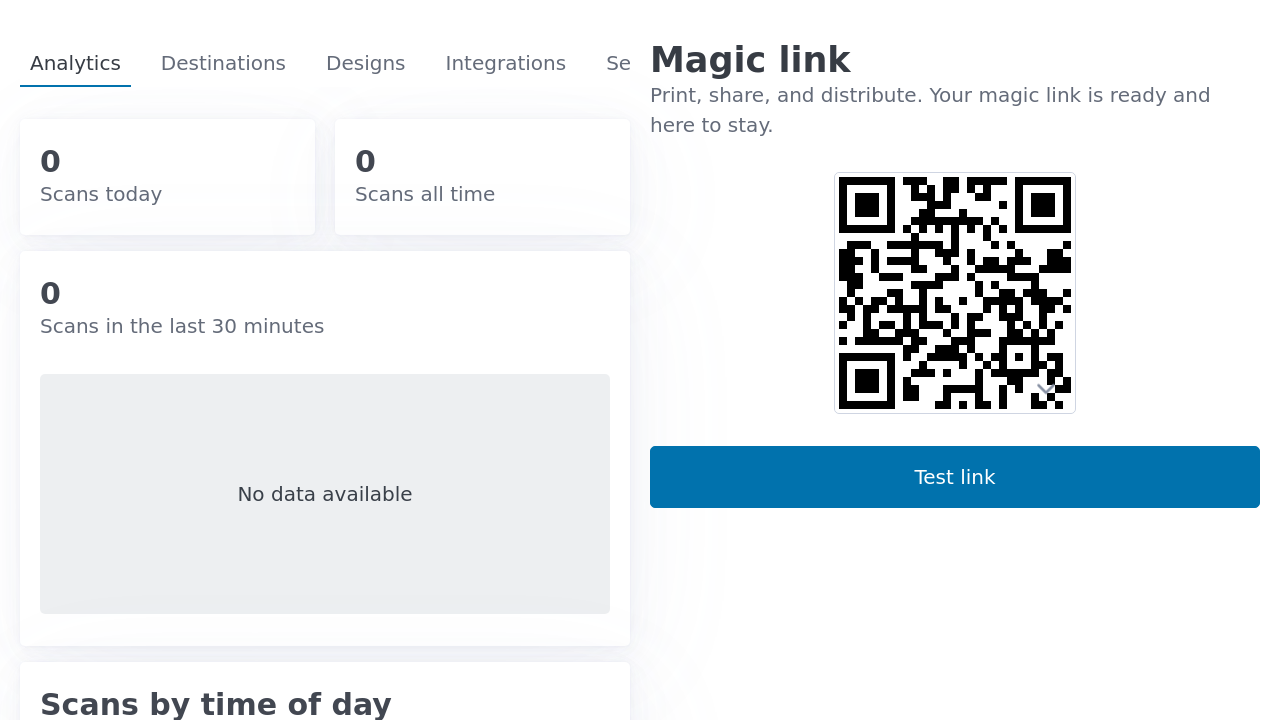 Analytics
Destinations
Designs
Integrations
Se
0
Scans today
0
Scans all time
0
Scans in the last 30 minutes
No data available
Scans by time of day
Magic link
Print, share, and distribute. Your magic link is ready and
here to stay.
Test link